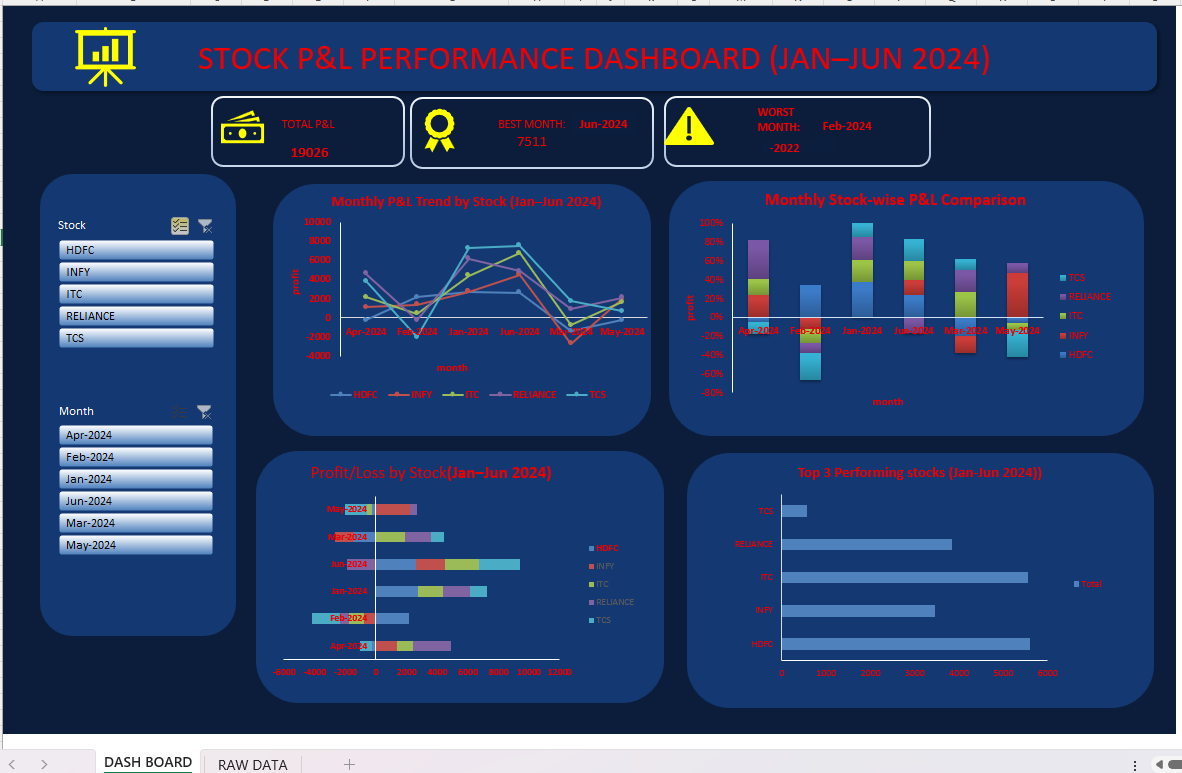 STOCK P&L PERFORMANCE DASHBOARD (JAN–JUN 2024)
TOTAL P&L
19026
BEST MONTH: Jun-2024
7511
WORST
MONTH: Feb-2024
-2022
Stock
HDFC
INFY
ITC
RELIANCE
TCS
Month
Apr-2024
Feb-2024
Jan-2024
Jun-2024
Mar-2024
May-2024
Monthly P&L Trend by Stock (Jan–Jun 2024)
10000
8000
6000
4000
2000
0
-2000
-4000
profit
Apr-2024 Feb-2024 Jan-2024 Jun-2024 Mar-2024 May-2024
month
HDFC INFY ITC RELIANCE TCS
Monthly Stock-wise P&L Comparison
100%
80%
60%
40%
20%
0%
-20%
-40%
-60%
-80%
profit
Apr-2024 Feb-2024 Jan-2024 Jun-2024 Mar-2024 May-2024
month
TCS
RELIANCE
ITC
INFY
HDFC
Profit/Loss by Stock(Jan–Jun 2024)
May-2024
Mar-2024
Jun-2024
Jan-2024
Feb-2024
Apr-2024
-6000 -4000 -2000 0 2000 4000 6000 8000 10000 12000
HDFC
INFY
ITC
RELIANCE
TCS
Top 3 Performing stocks (Jan-Jun 2024))
TCS
RELIANCE
ITC
INFY
HDFC
0 1000 2000 3000 4000 5000 6000
Total
DASH BOARD RAW DATA